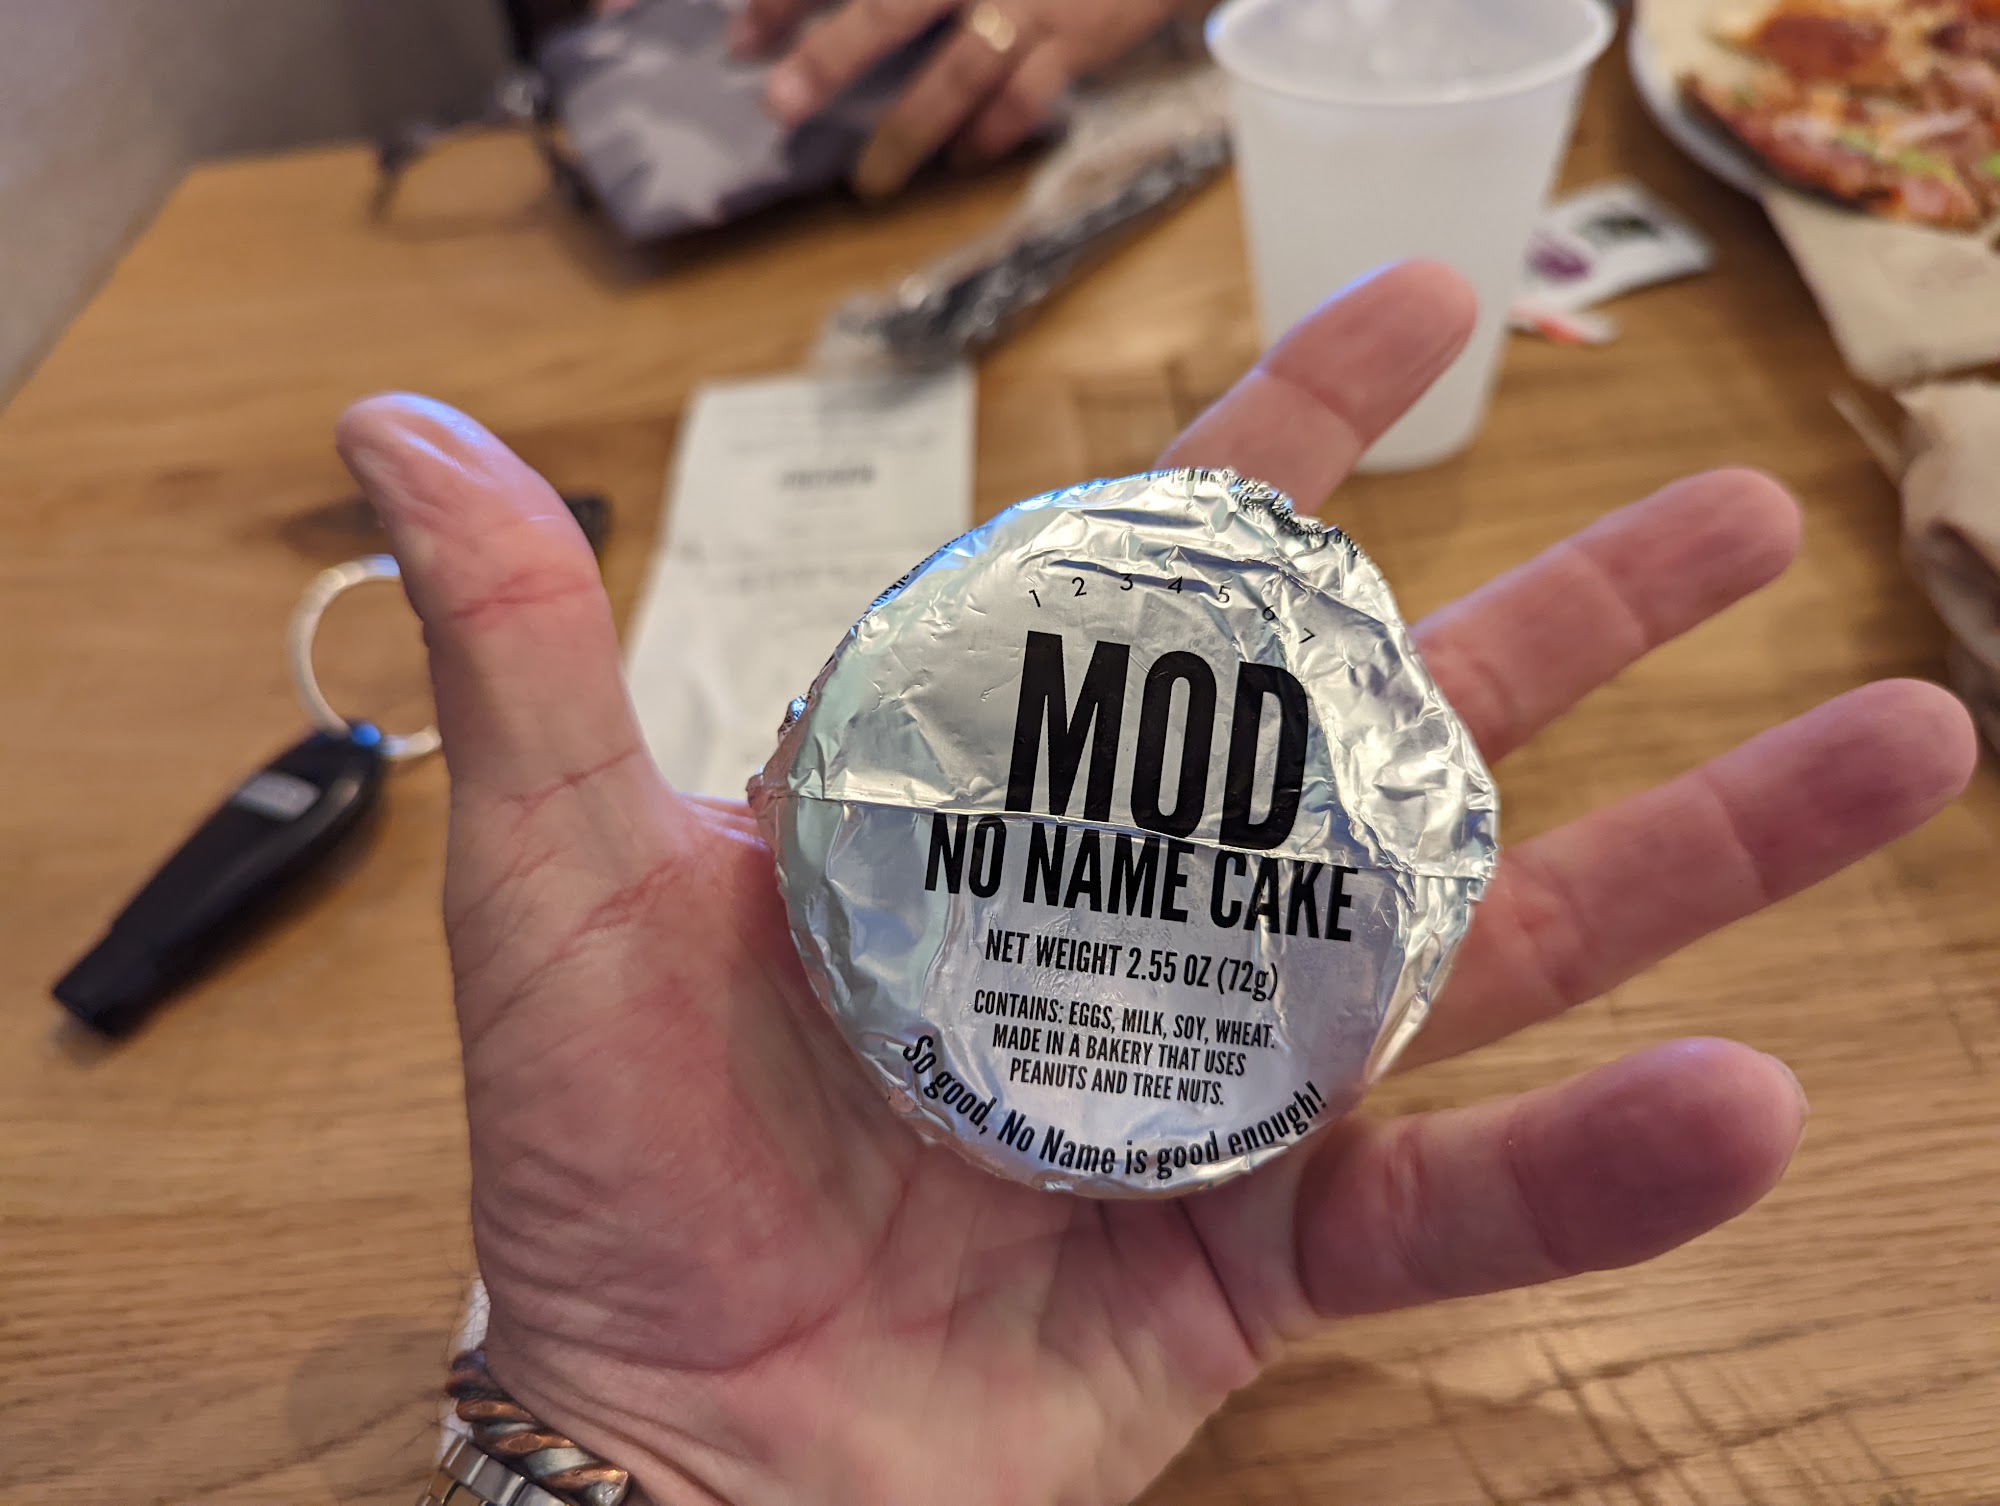 1 2 3 4 5 6 7
MOD
NO NAME CAKE
NET WEIGHT 2.55 OZ (72g)
CONTAINS: EGGS, MILK, SOY, WHEAT.
MADE IN A BAKERY THAT USES
PEANUTS AND TREE NUTS.
So good, No Name is good enough!